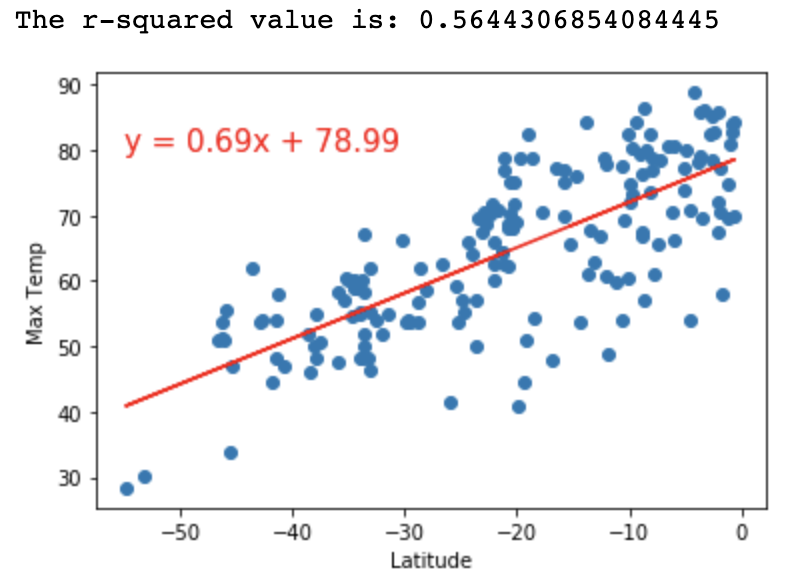 The r-squared value is: 0.5644306854084445
y = 0.69x + 78.99
90
80
70
60
50
40
30
Max Temp
−50 −40 −30 −20 −10 0
Latitude